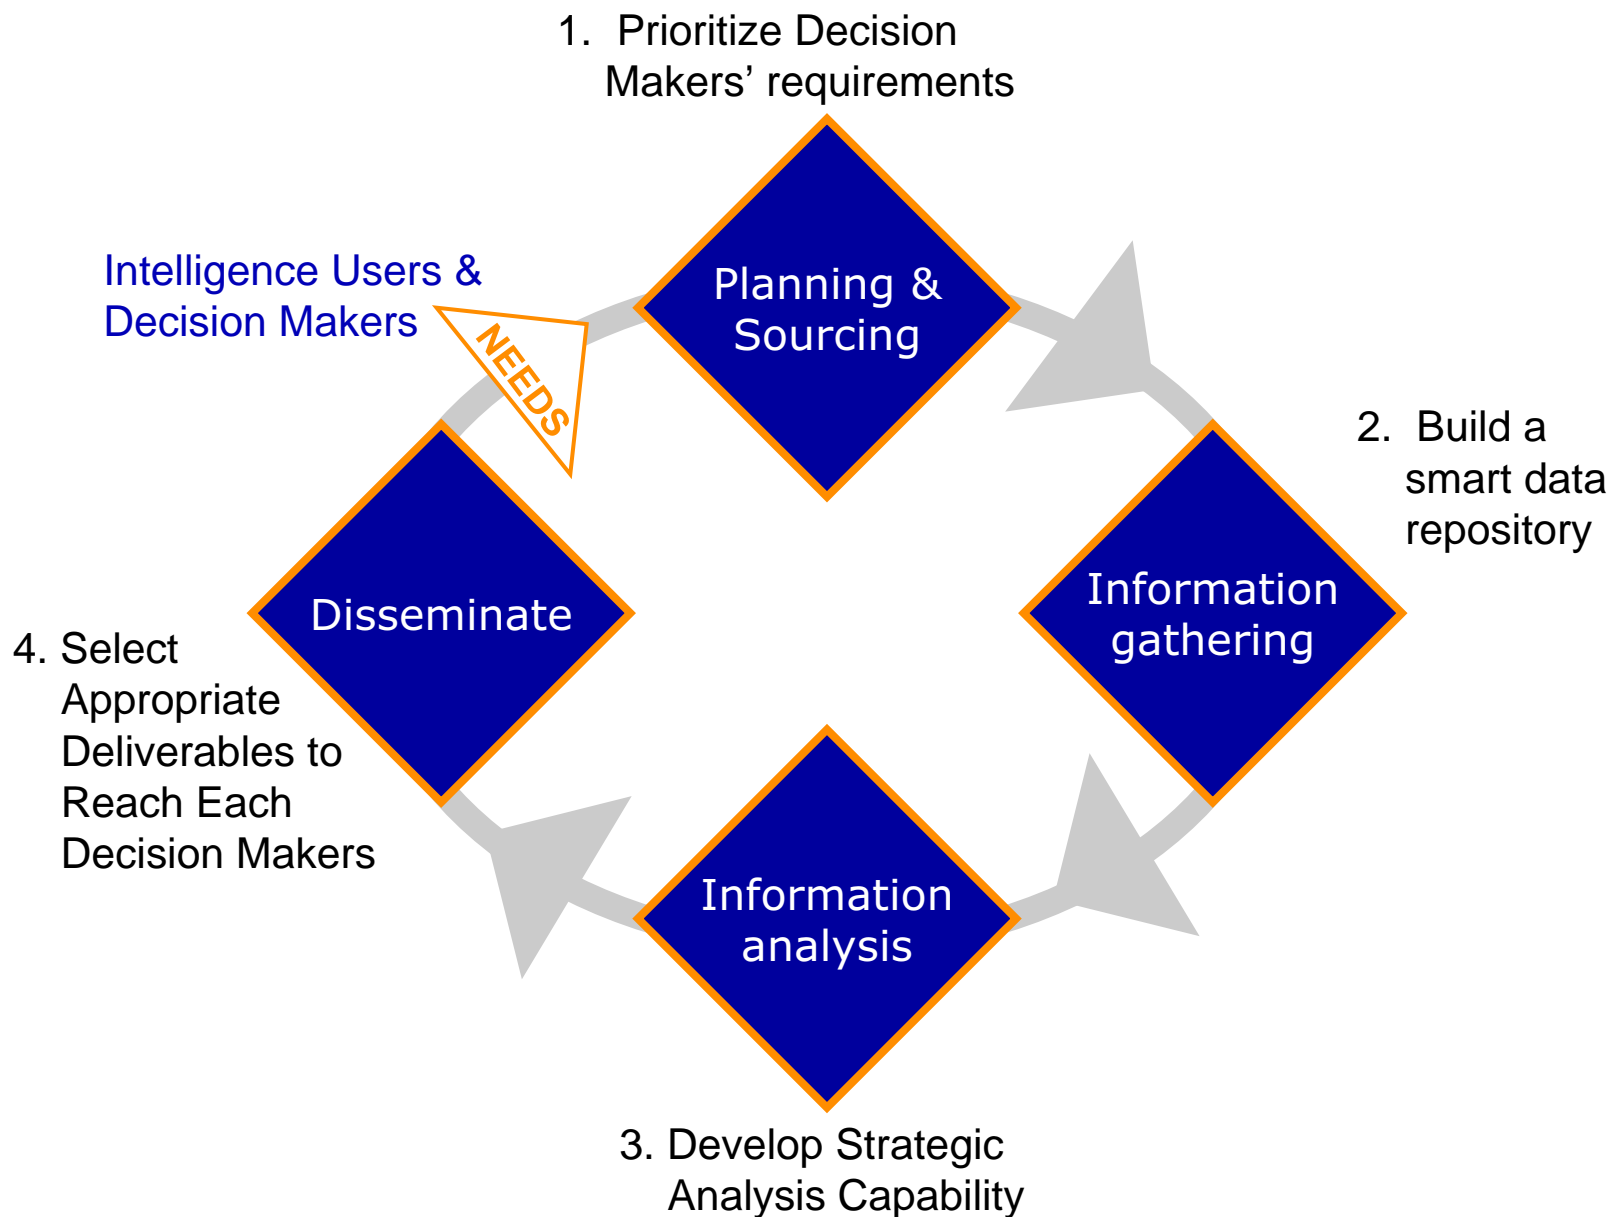 1.  Prioritize Decision
Makers’ requirements
Intelligence Users &
Decision Makers
NEEDS
Planning &
Sourcing
2.  Build a
smart data
repository
Information
gathering
Disseminate
4. Select
Appropriate
Deliverables to
Reach Each
Decision Makers
Information
analysis
3. Develop Strategic
Analysis Capability